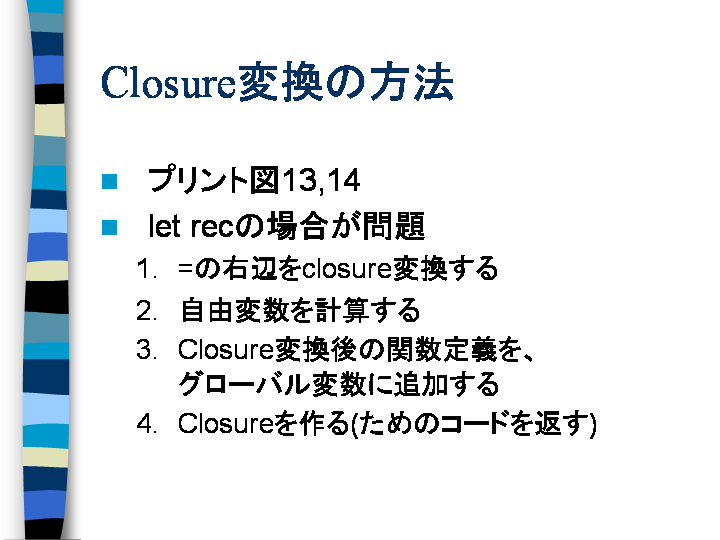 Closure変換の方法
プリント図13,14
let recの場合が問題
1. =の右辺をclosure変換する
2. 自由変数を計算する
3. Closure変換後の関数定義を、
グローバル変数に追加する
4. Closureを作る(ためのコードを返す)